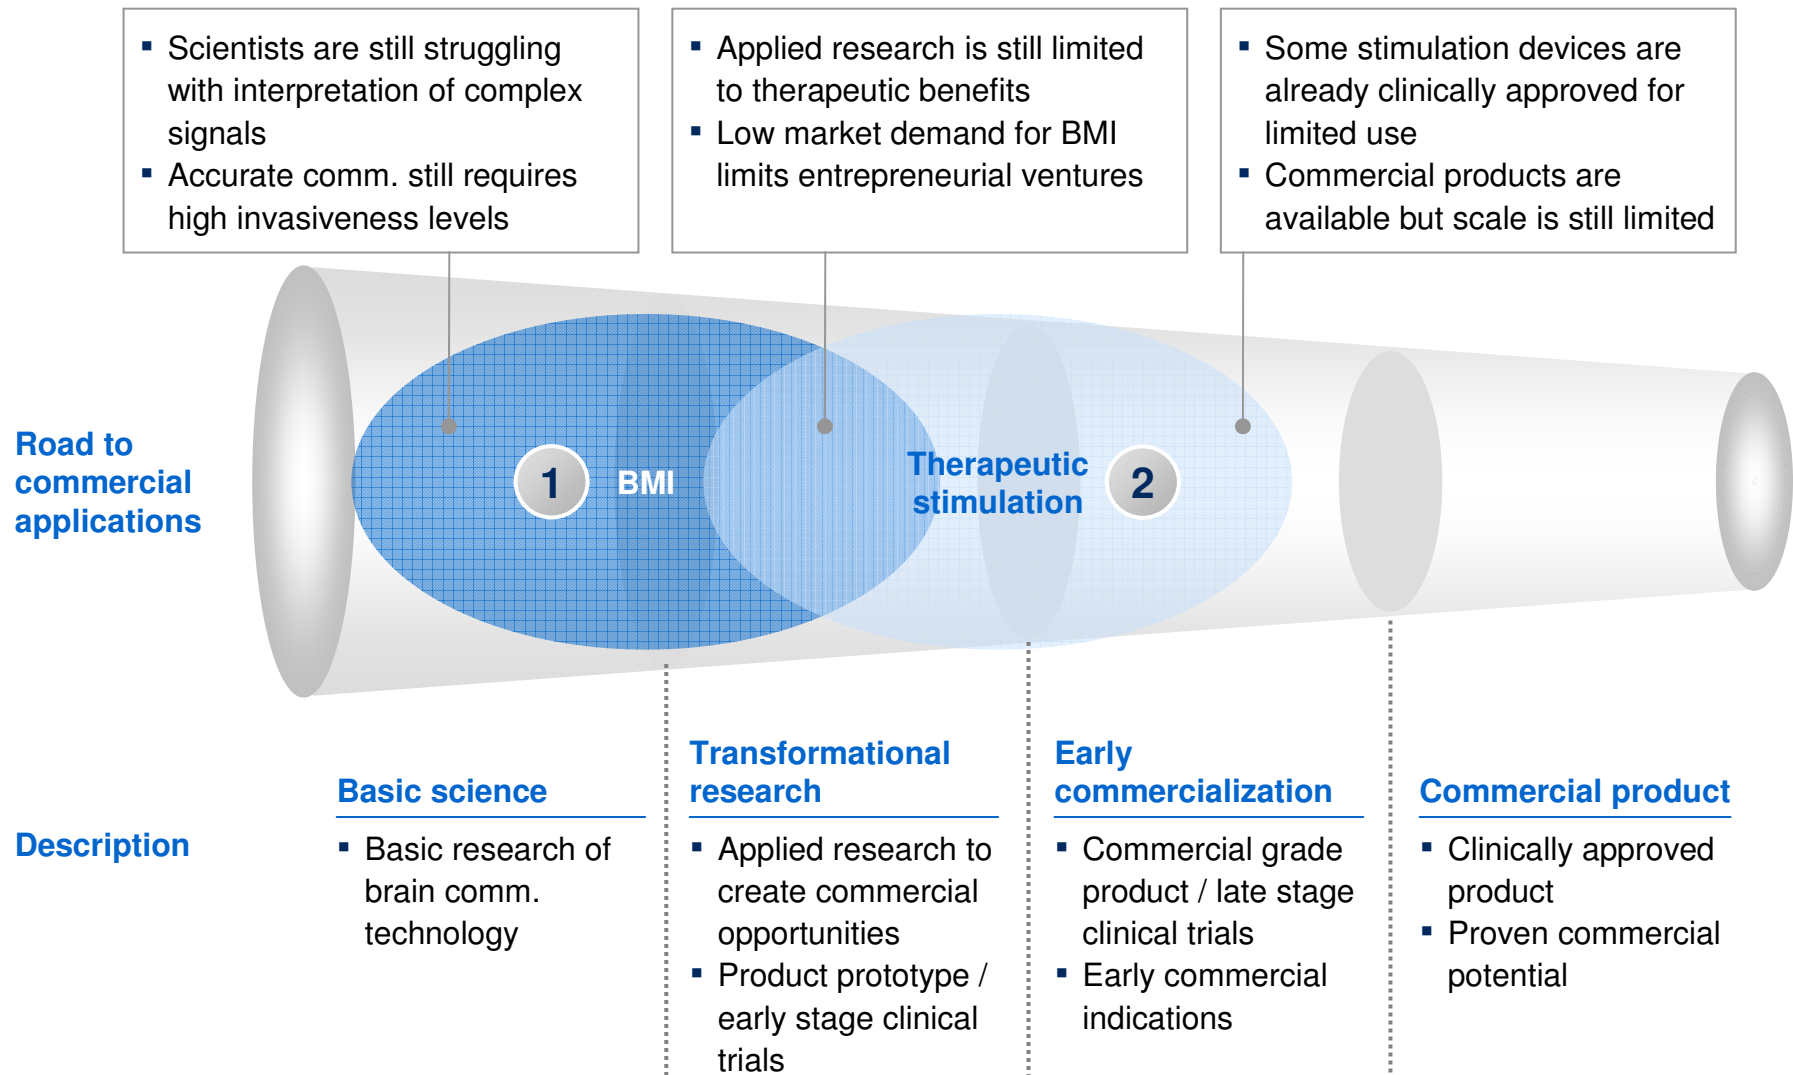 ▪ Scientists are still struggling
with interpretation of complex
signals
▪ Accurate comm. still requires
high invasiveness levels
▪ Applied research is still limited
to therapeutic benefits
▪ Low market demand for BMI
limits entrepreneurial ventures
▪ Some stimulation devices are
already clinically approved for
limited use
▪ Commercial products are
available but scale is still limited
Road to
commercial
applications
1
BMI
Therapeutic
stimulation
2
Description
Basic science
▪ Basic research of
brain comm.
technology
Transformational
research
▪ Applied research to
create commercial
opportunities
▪ Product prototype /
early stage clinical
trials
Early
commercialization
▪ Commercial grade
product / late stage
clinical trials
▪ Early commercial
indications
Commercial product
▪ Clinically approved
product
▪ Proven commercial
potential